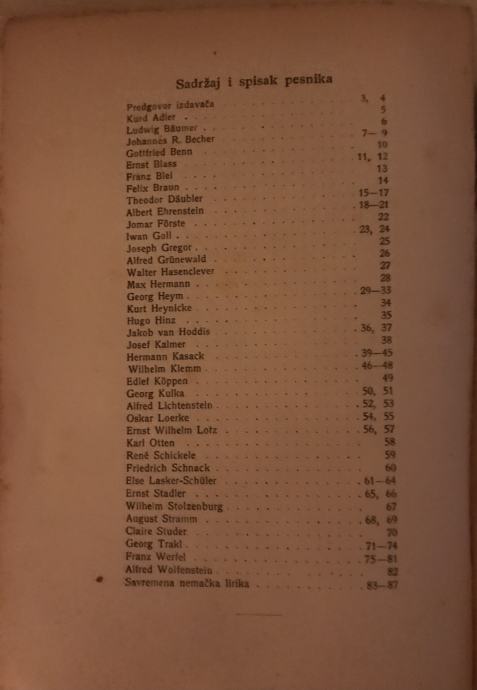 Sadržaj i spisak pesnika
Predgovor izdavača . . . . . . . . . . 3, 4
Kurd Adler . . . . . . . . . . 5
Ludwig Bäumer . . . . . . . . . . 6
Johannes R. Becher . . . . . . . . . . 7—9
Gottfried Benn . . . . . . . . . . 10
Ernst Blass . . . . . . . . . . 11, 12
Franz Blei . . . . . . . . . . 13
Felix Braun . . . . . . . . . . 14
Theodor Däubler . . . . . . . . . . 15—17
Albert Ehrenstein . . . . . . . . . . 18—21
Jomar Förste . . . . . . . . . . 22
Iwan Goll . . . . . . . . . . 23, 24
Joseph Gregor . . . . . . . . . . 25
Alfred Grünewald . . . . . . . . . . 26
Walter Hasenclever . . . . . . . . . . 27
Max Hermann . . . . . . . . . . 28
Georg Heym . . . . . . . . . . 29—33
Kurt Heynicke . . . . . . . . . . 34
Hugo Hinz . . . . . . . . . . 35
Jakob van Hoddis . . . . . . . . . . 36, 37
Josef Kalmer . . . . . . . . . . 38
Hermann Kasack . . . . . . . . . . 39—45
Wilhelm Klemm . . . . . . . . . . 46—48
Edlef Köppen . . . . . . . . . . 49
Georg Kulka . . . . . . . . . . 50, 51
Alfred Lichtenstein . . . . . . . . . . 52, 53
Oskar Loerke . . . . . . . . . . 54, 55
Ernst Wilhelm Lotz . . . . . . . . . . 56, 57
Karl Otten . . . . . . . . . . 58
René Schickele . . . . . . . . . . 59
Friedrich Schnack . . . . . . . . . . 60
Else Lasker-Schüler . . . . . . . . . . 61—64
Ernst Stadler . . . . . . . . . . 65, 66
Wilhelm Stolzenburg . . . . . . . . . . 67
August Stramm . . . . . . . . . . 68, 69
Claire Studer . . . . . . . . . . 70
Georg Trakl . . . . . . . . . . 71—74
Franz Werfel . . . . . . . . . . 75—81
Alfred Wolfenstein . . . . . . . . . . 82
Savremena nemačka lirika . . . . . . . . . . 83—87